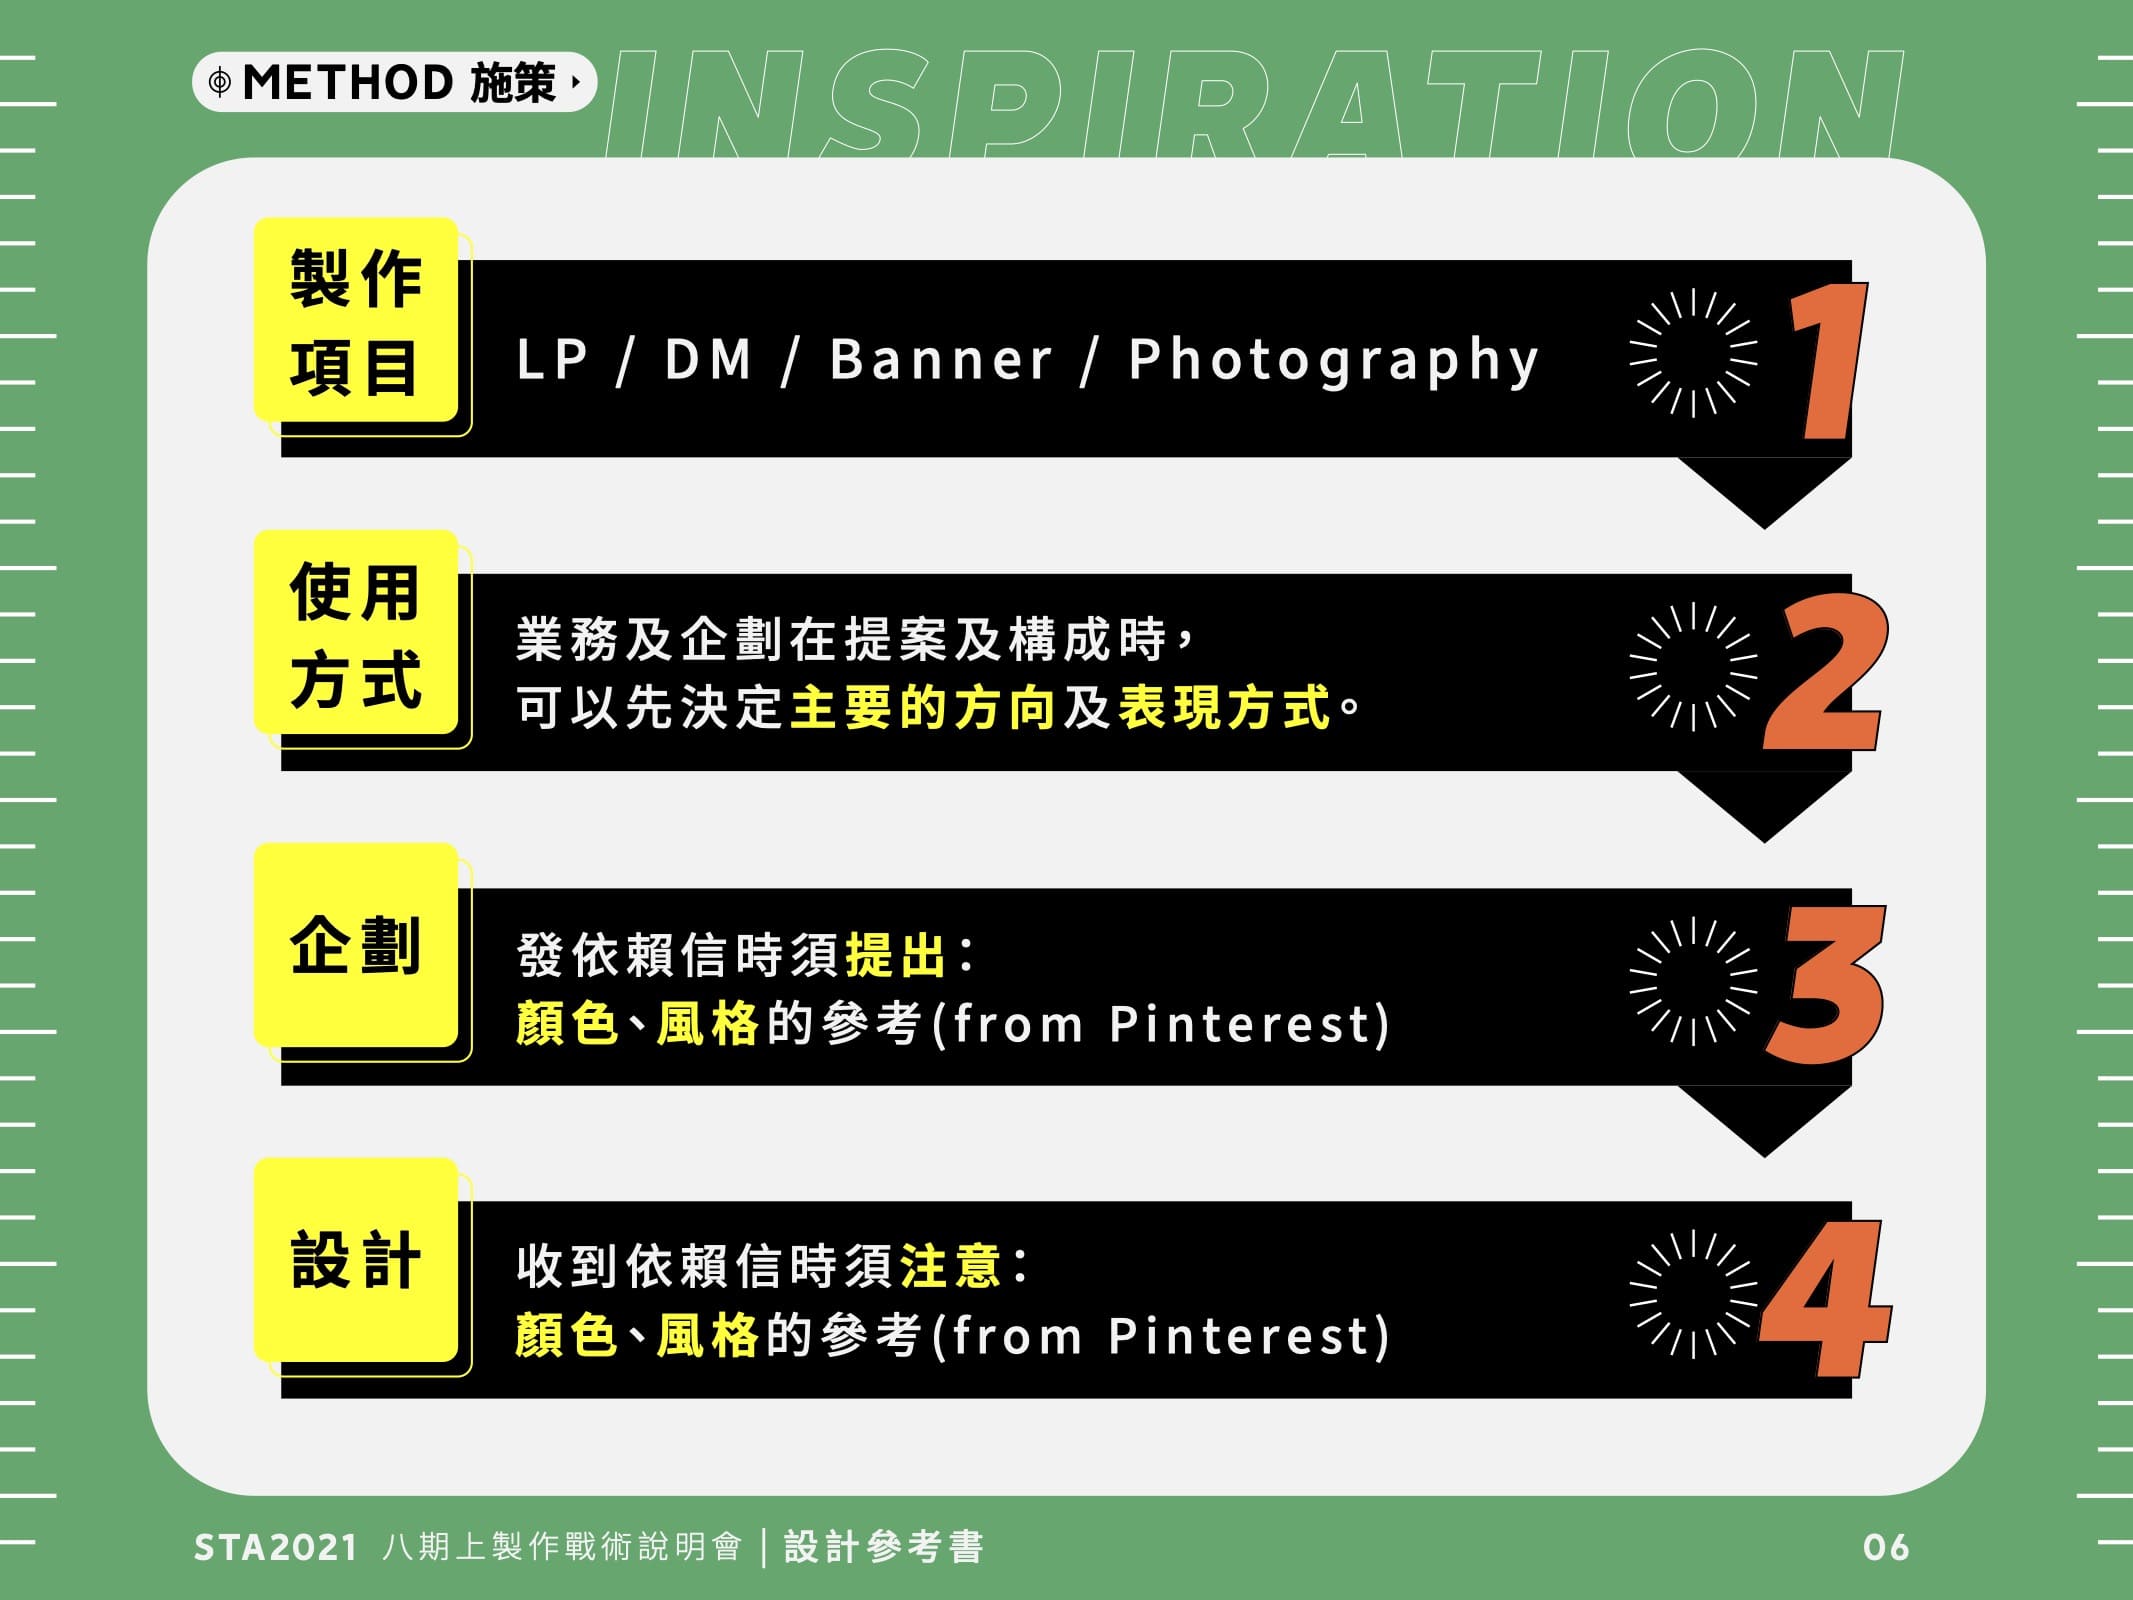 METHOD 施策
INSPIRATION
製作
項目
LP / DM / Banner / Photography
1
使用
方式
業務及企劃在提案及構成時，
可以先決定主要的方向及表現方式。
2
企劃
發依賴信時須提出：
顏色、風格的參考(from Pinterest)
3
設計
收到依賴信時須注意：
顏色、風格的參考(from Pinterest)
4
STA2021 八期上製作戰術說明會｜設計參考書
06